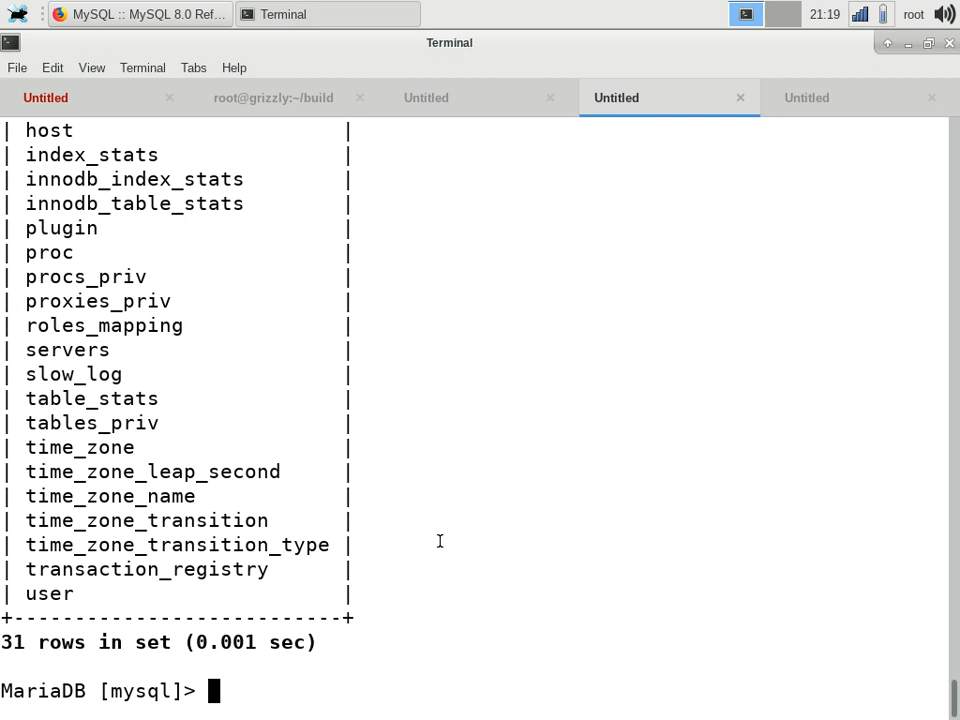 MySQL :: MySQL 8.0 Ref... Terminal 21:19 root
Terminal
File Edit View Terminal Tabs Help
Untitled root@grizzly:~/build Untitled Untitled Untitled
| host |
| index_stats |
| innodb_index_stats |
| innodb_table_stats |
| plugin |
| proc |
| procs_priv |
| proxies_priv |
| roles_mapping |
| servers |
| slow_log |
| table_stats |
| tables_priv |
| time_zone |
| time_zone_leap_second |
| time_zone_name |
| time_zone_transition |
| time_zone_transition_type |
| transaction_registry |
| user |
+---------------------------+
31 rows in set (0.001 sec)
MariaDB [mysql]>